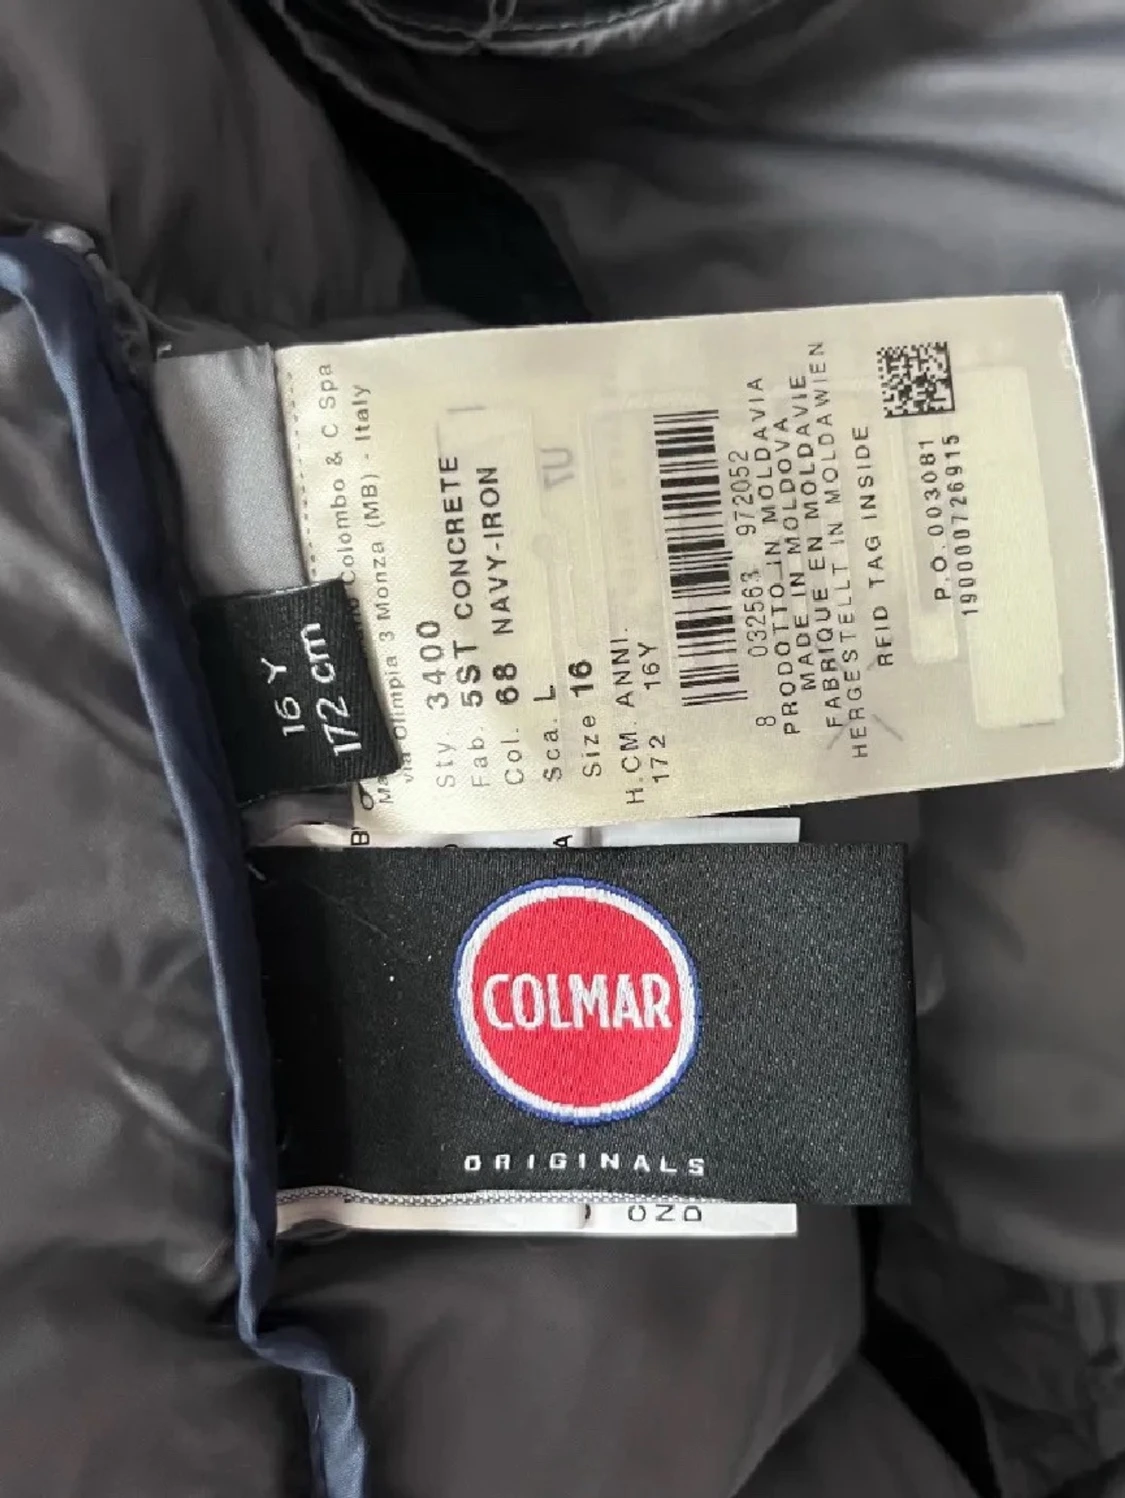 16 Y
172 cm
Colombo & C Spa
via Olimpia 3 Monza (MB) - Italy
Sty. 3400
Fab. 5ST CONCRETE
Col. 68 NAVY-IRON
Sca. L
Size 16
H.CM. ANNI.
172 16Y
8 032563 972052
PRODOTTO IN MOLDAVIA
MADE IN MOLDOVA
FABRIQUE EN MOLDAVIE
HERGESTELLT IN MOLDAWIEN
RFID TAG INSIDE
P.O. 003081
190000726915
COLMAR
ORIGINALS